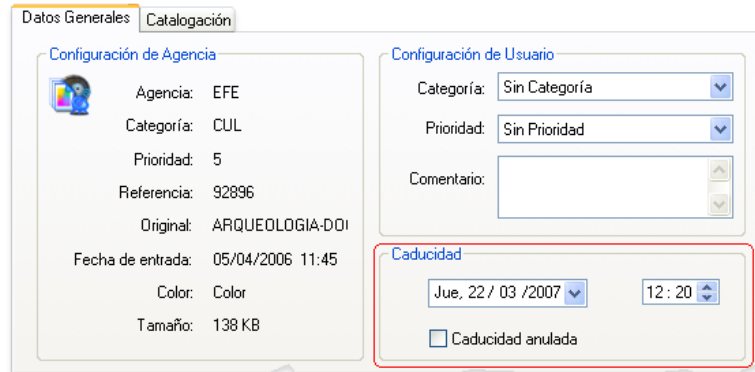 Datos Generales
Catalogación
Configuración de Agencia
Agencia: EFE
Categoría: CUL
Prioridad: 5
Referencia: 92896
Original: ARQUEOLOGIA-DO
Fecha de entrada: 05/04/2006 11:45
Color: Color
Tamaño: 138 KB
Configuración de Usuario
Categoría: Sin Categoría
Prioridad: Sin Prioridad
Comentario:
Caducidad
Jue, 22 / 03 /2007
12 : 20
Caducidad anulada